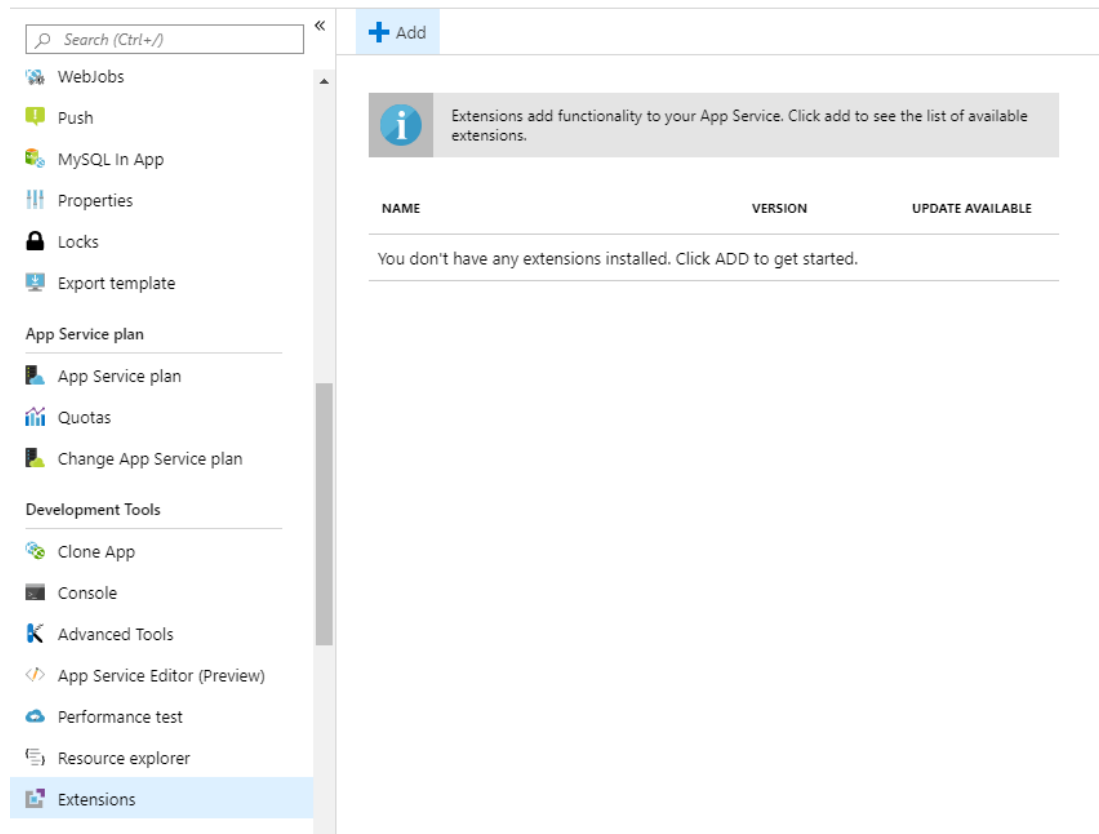 Search (Ctrl+/)
WebJobs
Push
MySQL In App
Properties
Locks
Export template
App Service plan
App Service plan
Quotas
Change App Service plan
Development Tools
Clone App
Console
Advanced Tools
App Service Editor (Preview)
Performance test
Resource explorer
Extensions
Add
Extensions add functionality to your App Service. Click add to see the list of available
extensions.
NAME VERSION UPDATE AVAILABLE
You don't have any extensions installed. Click ADD to get started.